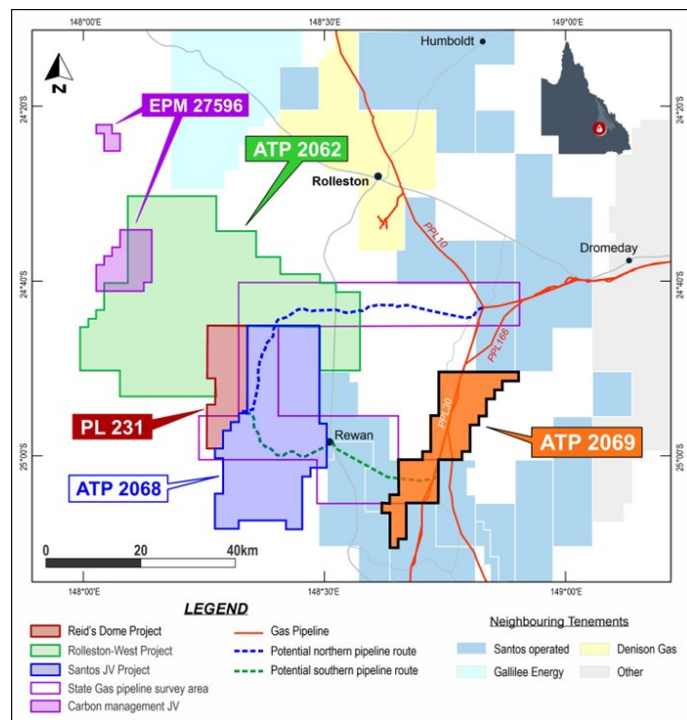 148°00'E
148°30'E
149°00'E
Humboldt
N
24°20'S
24°20'S
EPM 27596
ATP 2062
Rolleston
PPL10
Dromeday
24°40'S
24°40'S
PPL166
PL 231
PPL30
ATP 2069
Rewan
25°00'S
25°00'S
ATP 2068
0 20 40km
148°00'E
148°30'E
149°00'E
LEGEND
Reid's Dome Project
Rolleston-West Project
Santos JV Project
State Gas pipeline survey area
Carbon management JV
Gas Pipeline
Potential northern pipeline route
Potential southern pipeline route
Neighbouring Tenements
Santos operated
Denison Gas
Gallilee Energy
Other